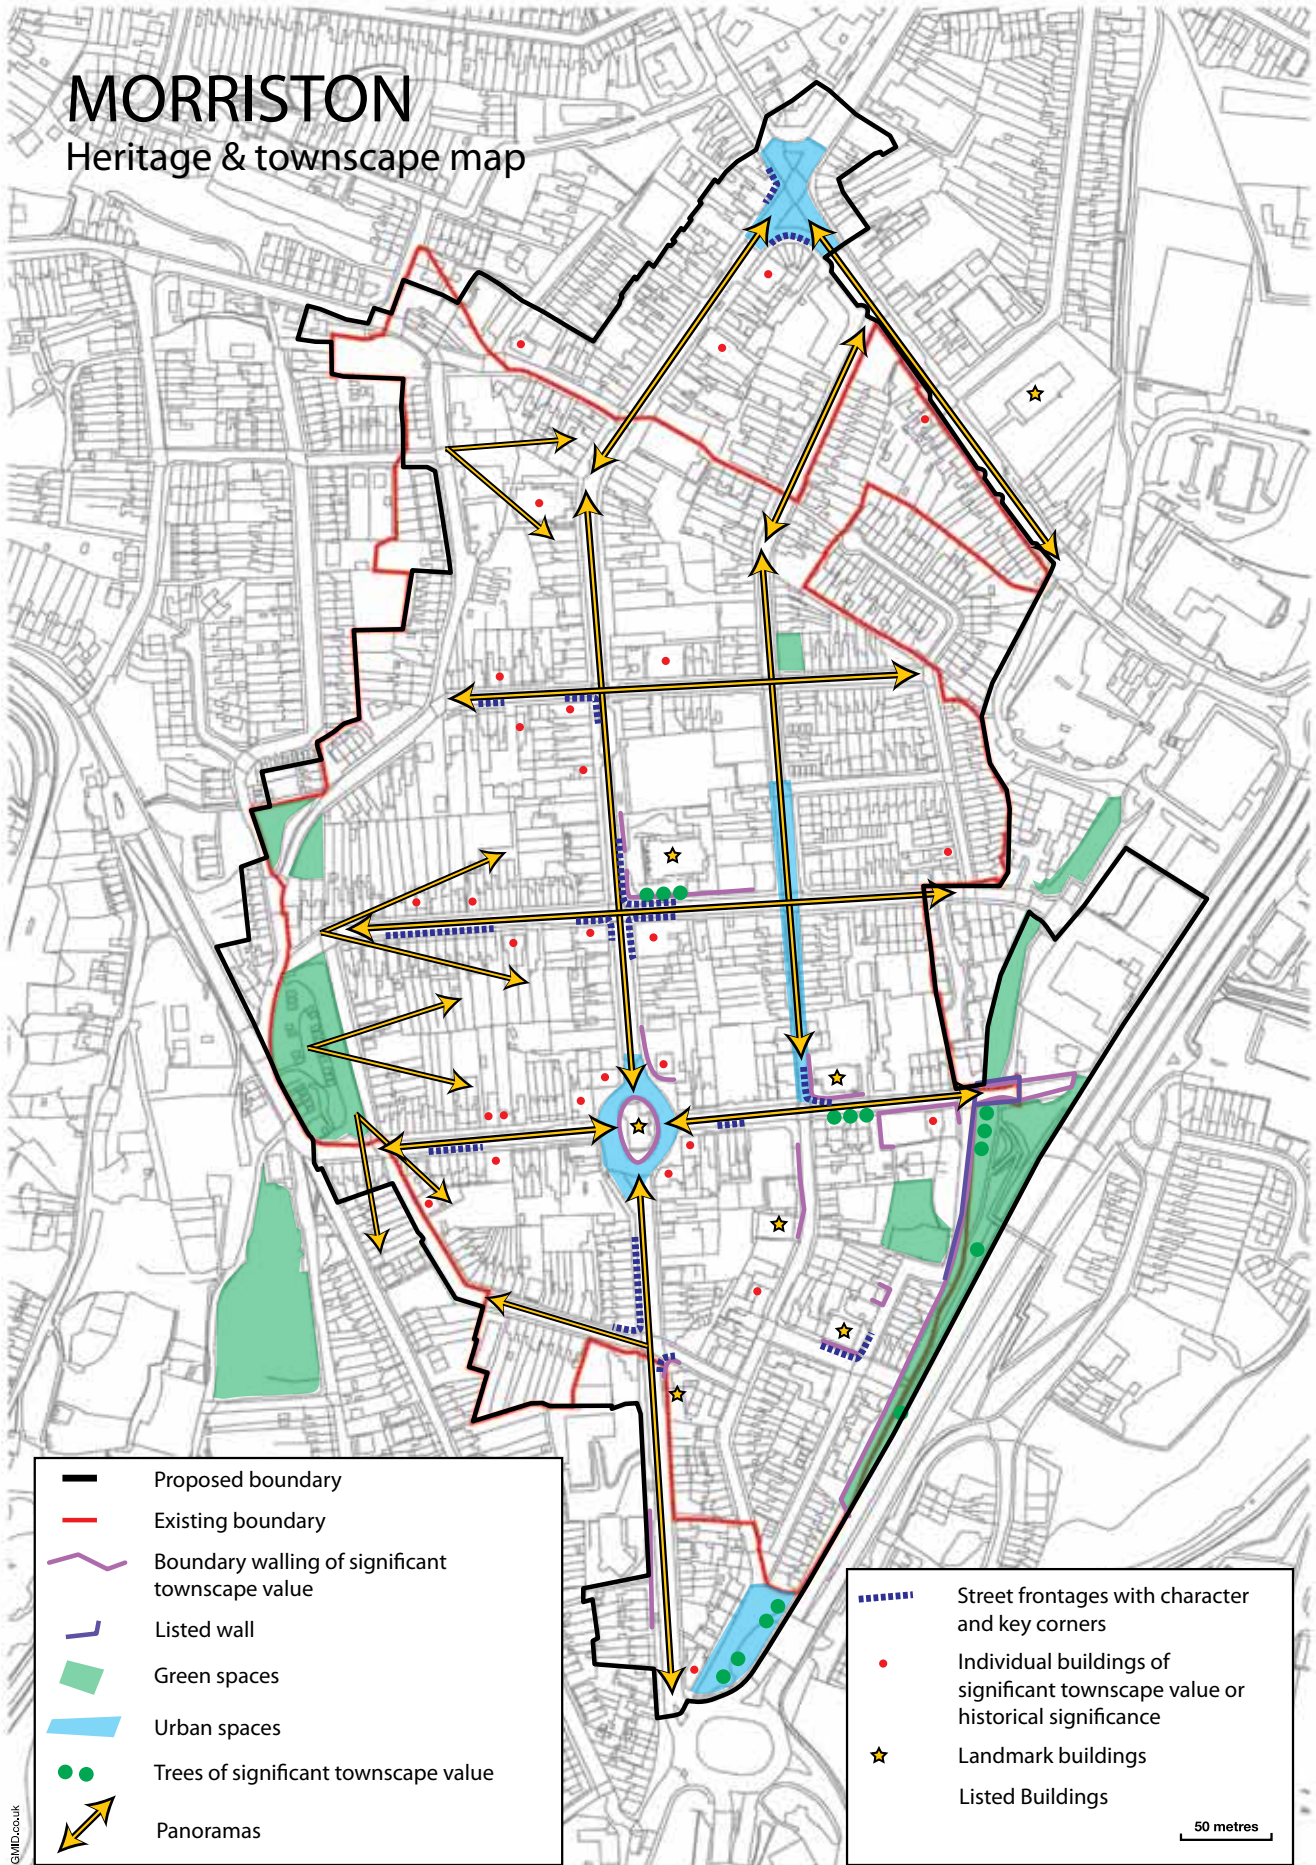 MORRISTON
Heritage & townscape map
Proposed boundary
Existing boundary
Boundary walling of significant
townscape value
Listed wall
Green spaces
Urban spaces
Trees of significant townscape value
Panoramas
Street frontages with character
and key corners
Individual buildings of
significant townscape value or
historical significance
Landmark buildings
Listed Buildings
50 metres
GMID.co.uk